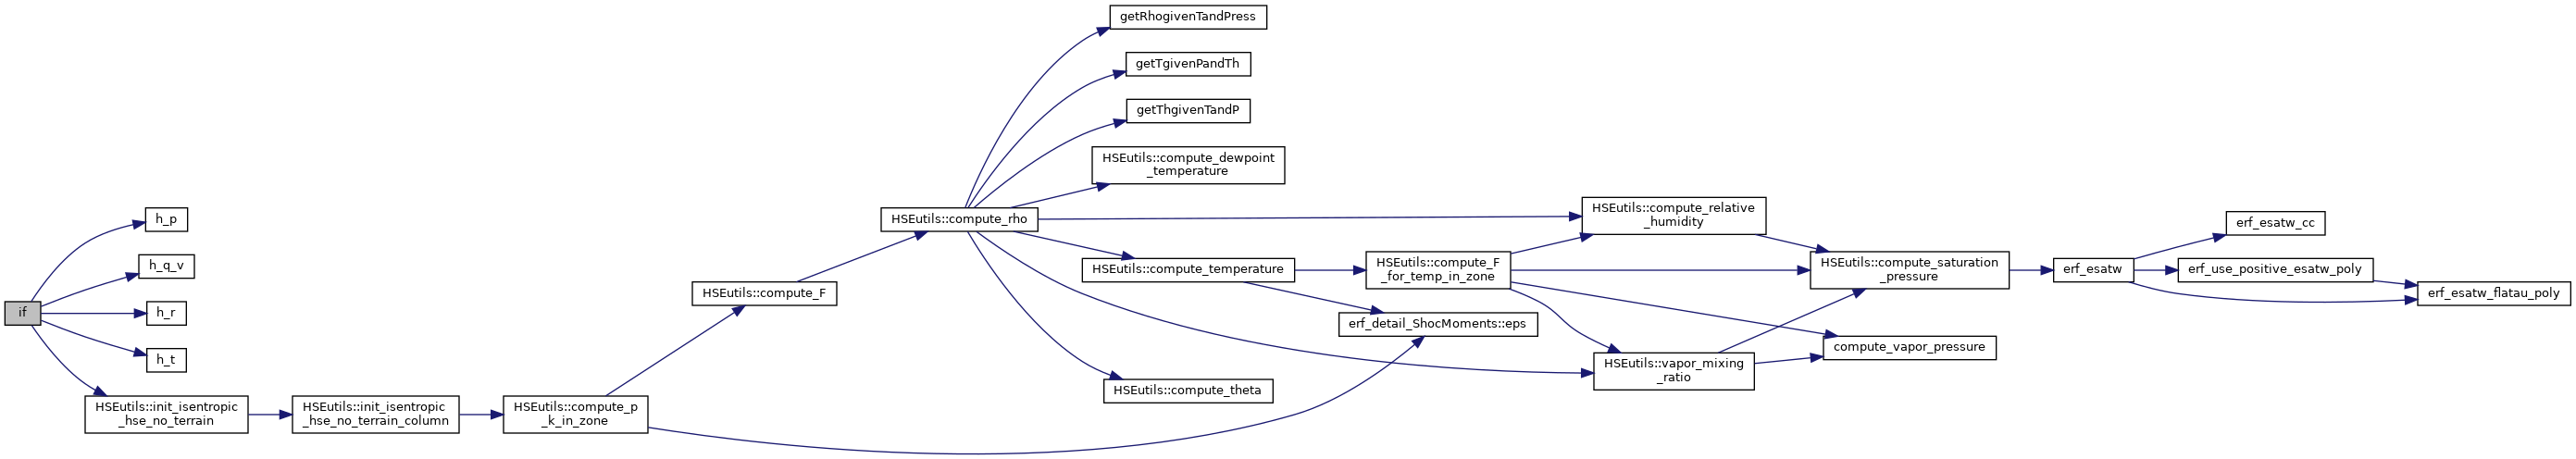 if
h_p
h_q_v
h_r
h_t
HSEutils::init_isentropic
_hse_no_terrain
HSEutils::init_isentropic
_hse_no_terrain_column
HSEutils::compute_p
_k_in_zone
HSEutils::compute_F
HSEutils::compute_rho
getRhogivenTandPress
getTgivenPandTh
getThgivenTandP
HSEutils::compute_dewpoint
_temperature
HSEutils::compute_temperature
erf_detail_ShocMoments::eps
HSEutils::compute_theta
HSEutils::compute_F
_for_temp_in_zone
HSEutils::compute_relative
_humidity
HSEutils::vapor_mixing
_ratio
HSEutils::compute_saturation
_pressure
compute_vapor_pressure
erf_esatw
erf_esatw_cc
erf_use_positive_esatw_poly
erf_esatw_flatau_poly